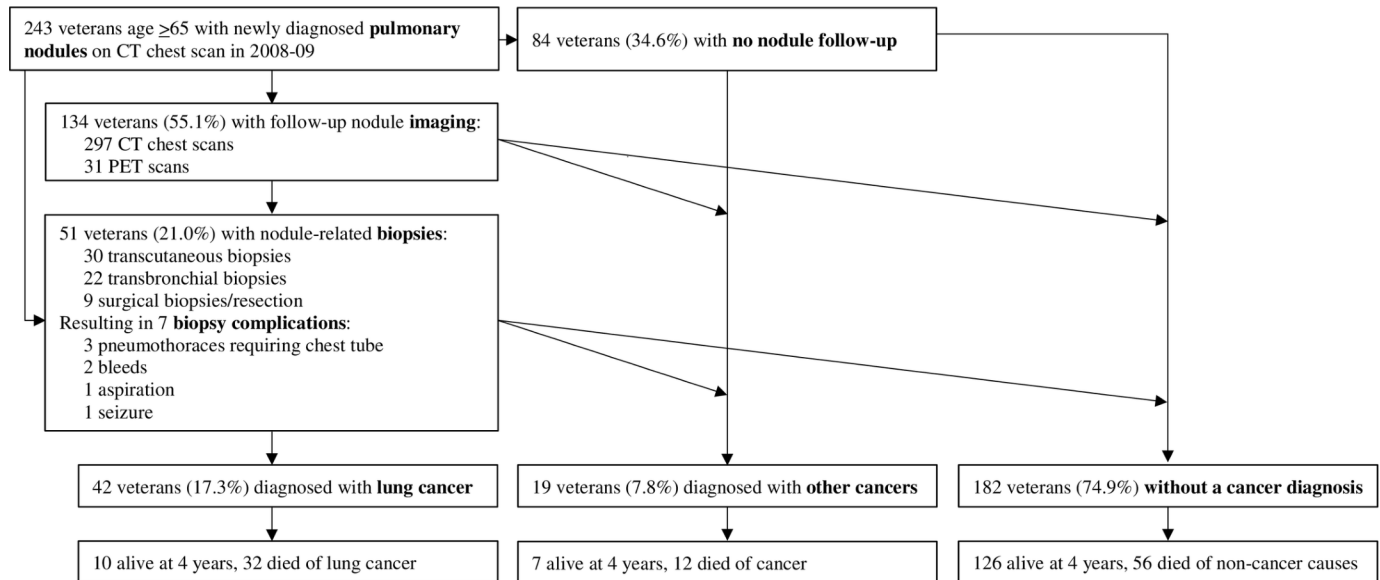 243 veterans age ≥65 with newly diagnosed pulmonary
nodules on CT chest scan in 2008-09
84 veterans (34.6%) with no nodule follow-up
134 veterans (55.1%) with follow-up nodule imaging:
297 CT chest scans
31 PET scans
51 veterans (21.0%) with nodule-related biopsies:
30 transcutaneous biopsies
22 transbronchial biopsies
9 surgical biopsies/resection
Resulting in 7 biopsy complications:
3 pneumothoraces requiring chest tube
2 bleeds
1 aspiration
1 seizure
42 veterans (17.3%) diagnosed with lung cancer
19 veterans (7.8%) diagnosed with other cancers
182 veterans (74.9%) without a cancer diagnosis
10 alive at 4 years, 32 died of lung cancer
7 alive at 4 years, 12 died of cancer
126 alive at 4 years, 56 died of non-cancer causes